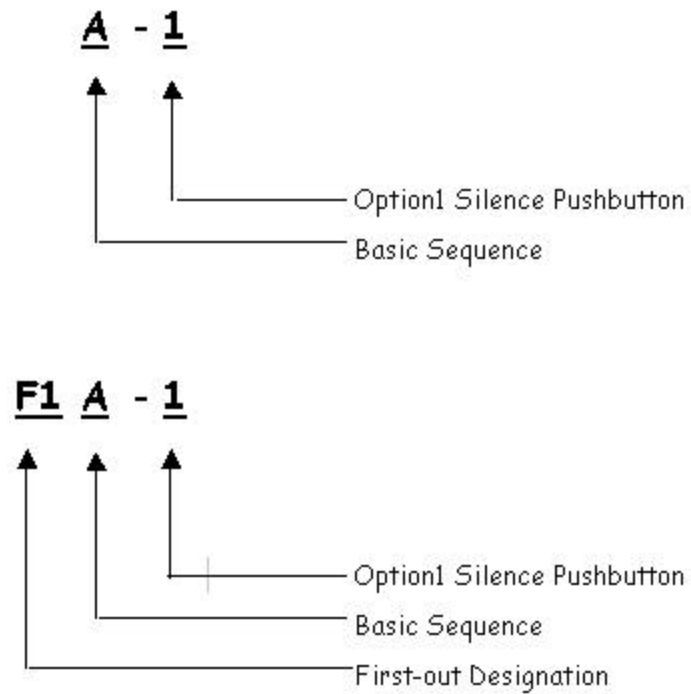 A - 1
Option1 Silence Pushbutton
Basic Sequence
F1 A - 1
Option1 Silence Pushbutton
Basic Sequence
First-out Designation